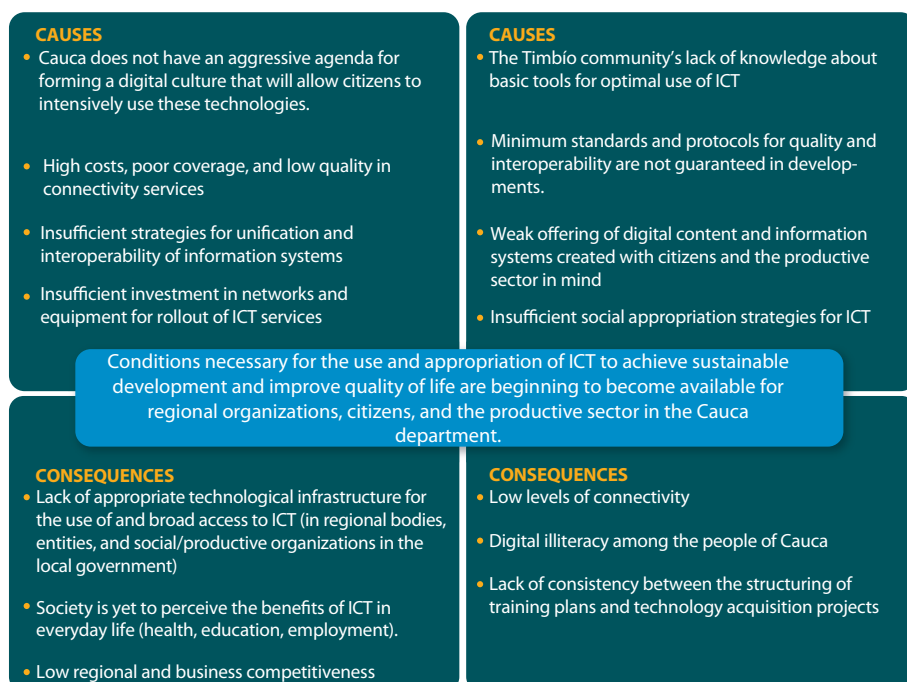 CAUSES
• Cauca does not have an aggressive agenda for
forming a digital culture that will allow citizens to
intensively use these technologies.
• High costs, poor coverage, and low quality in
connectivity services
• Insufficient strategies for unification and
interoperability of information systems
• Insufficient investment in networks and
equipment for rollout of ICT services
CAUSES
• The Timbío community’s lack of knowledge about
basic tools for optimal use of ICT
• Minimum standards and protocols for quality and
interoperability are not guaranteed in develop-
ments.
• Weak offering of digital content and information
systems created with citizens and the productive
sector in mind
• Insufficient social appropriation strategies for ICT
Conditions necessary for the use and appropriation of ICT to achieve sustainable
development and improve quality of life are beginning to become available for
regional organizations, citizens, and the productive sector in the Cauca
department.
CONSEQUENCES
• Lack of appropriate technological infrastructure for
the use of and broad access to ICT (in regional bodies,
entities, and social/productive organizations in the
local government)
• Society is yet to perceive the benefits of ICT in
everyday life (health, education, employment).
• Low regional and business competitiveness
CONSEQUENCES
• Low levels of connectivity
• Digital illiteracy among the people of Cauca
• Lack of consistency between the structuring of
training plans and technology acquisition projects